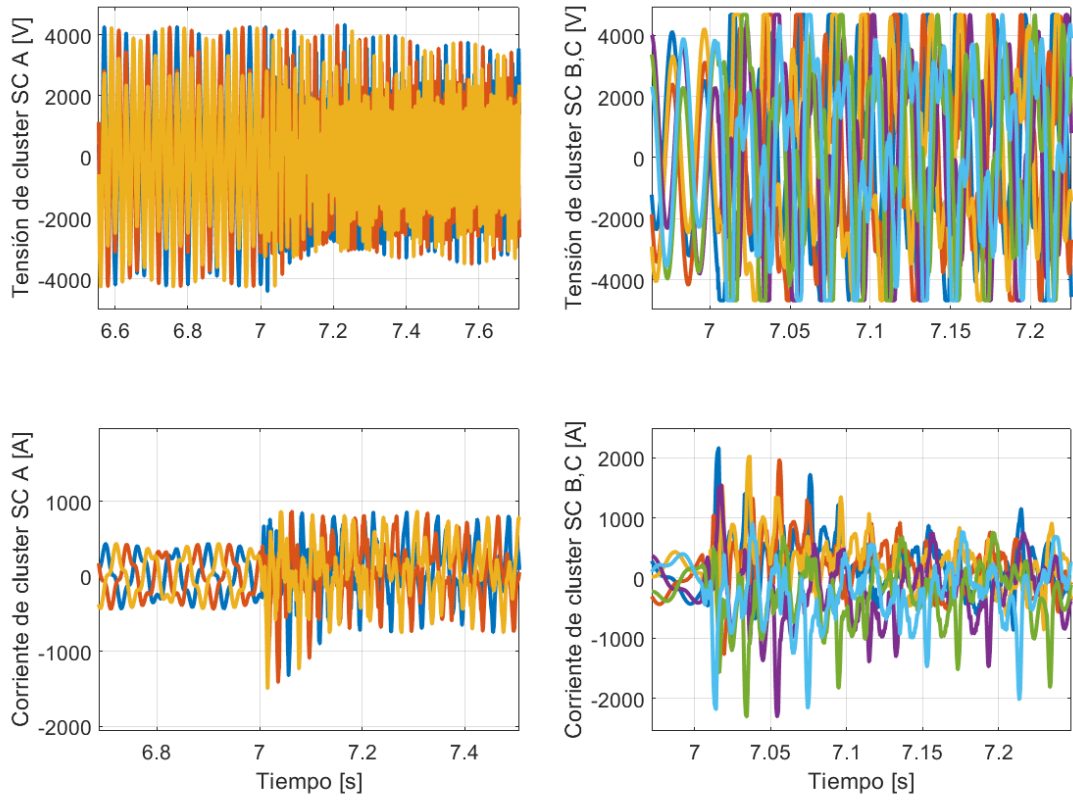 Tensión de cluster SC A [V]
4000
2000
0
-2000
-4000
6.6 6.8 7 7.2 7.4 7.6
Tensión de cluster SC B,C [V]
4000
2000
0
-2000
-4000
7 7.05 7.1 7.15 7.2
Corriente de cluster SC A [A]
1000
0
-1000
-2000
6.8 7 7.2 7.4
Tiempo [s]
Corriente de cluster SC B,C [A]
2000
1000
0
-1000
-2000
7 7.05 7.1 7.15 7.2
Tiempo [s]